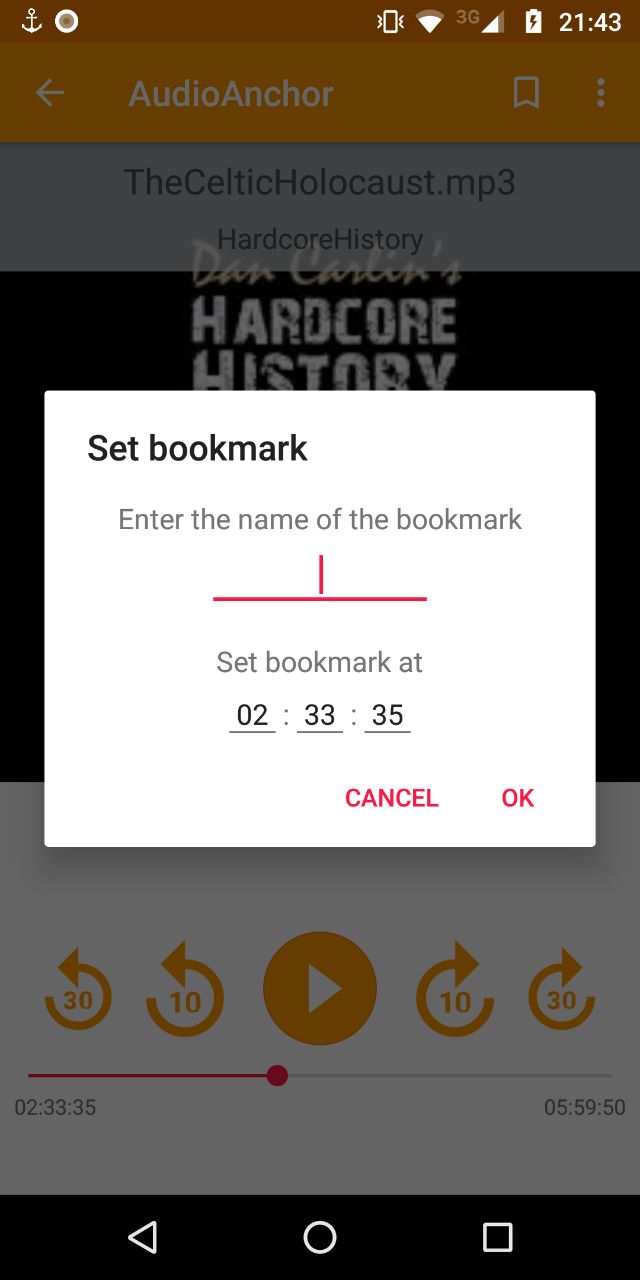 3G 21:43
AudioAnchor
TheCelticHolocaust.mp3
HardcoreHistory
Dan Carlin's
HARDCORE
HISTORY
Set bookmark
Enter the name of the bookmark
Set bookmark at
02 : 33 : 35
CANCEL OK
30 10 10 30
02:33:35 05:59:50